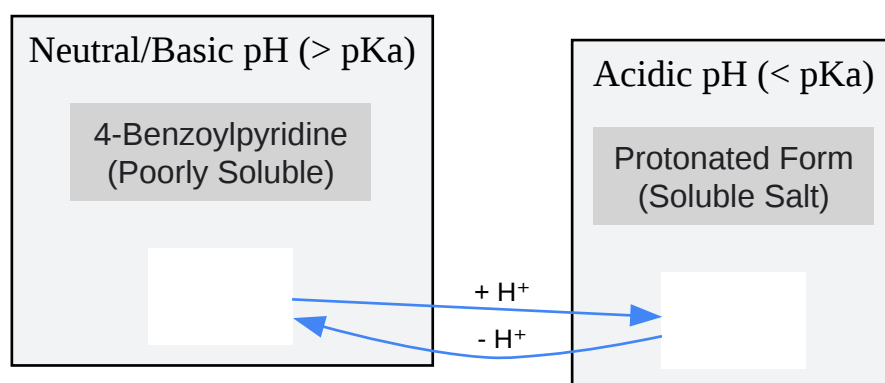 Neutral/Basic pH (> pKa)
4-Benzoylpyridine
(Poorly Soluble)
Acidic pH (< pKa)
Protonated Form
(Soluble Salt)
+ H⁺
- H⁺